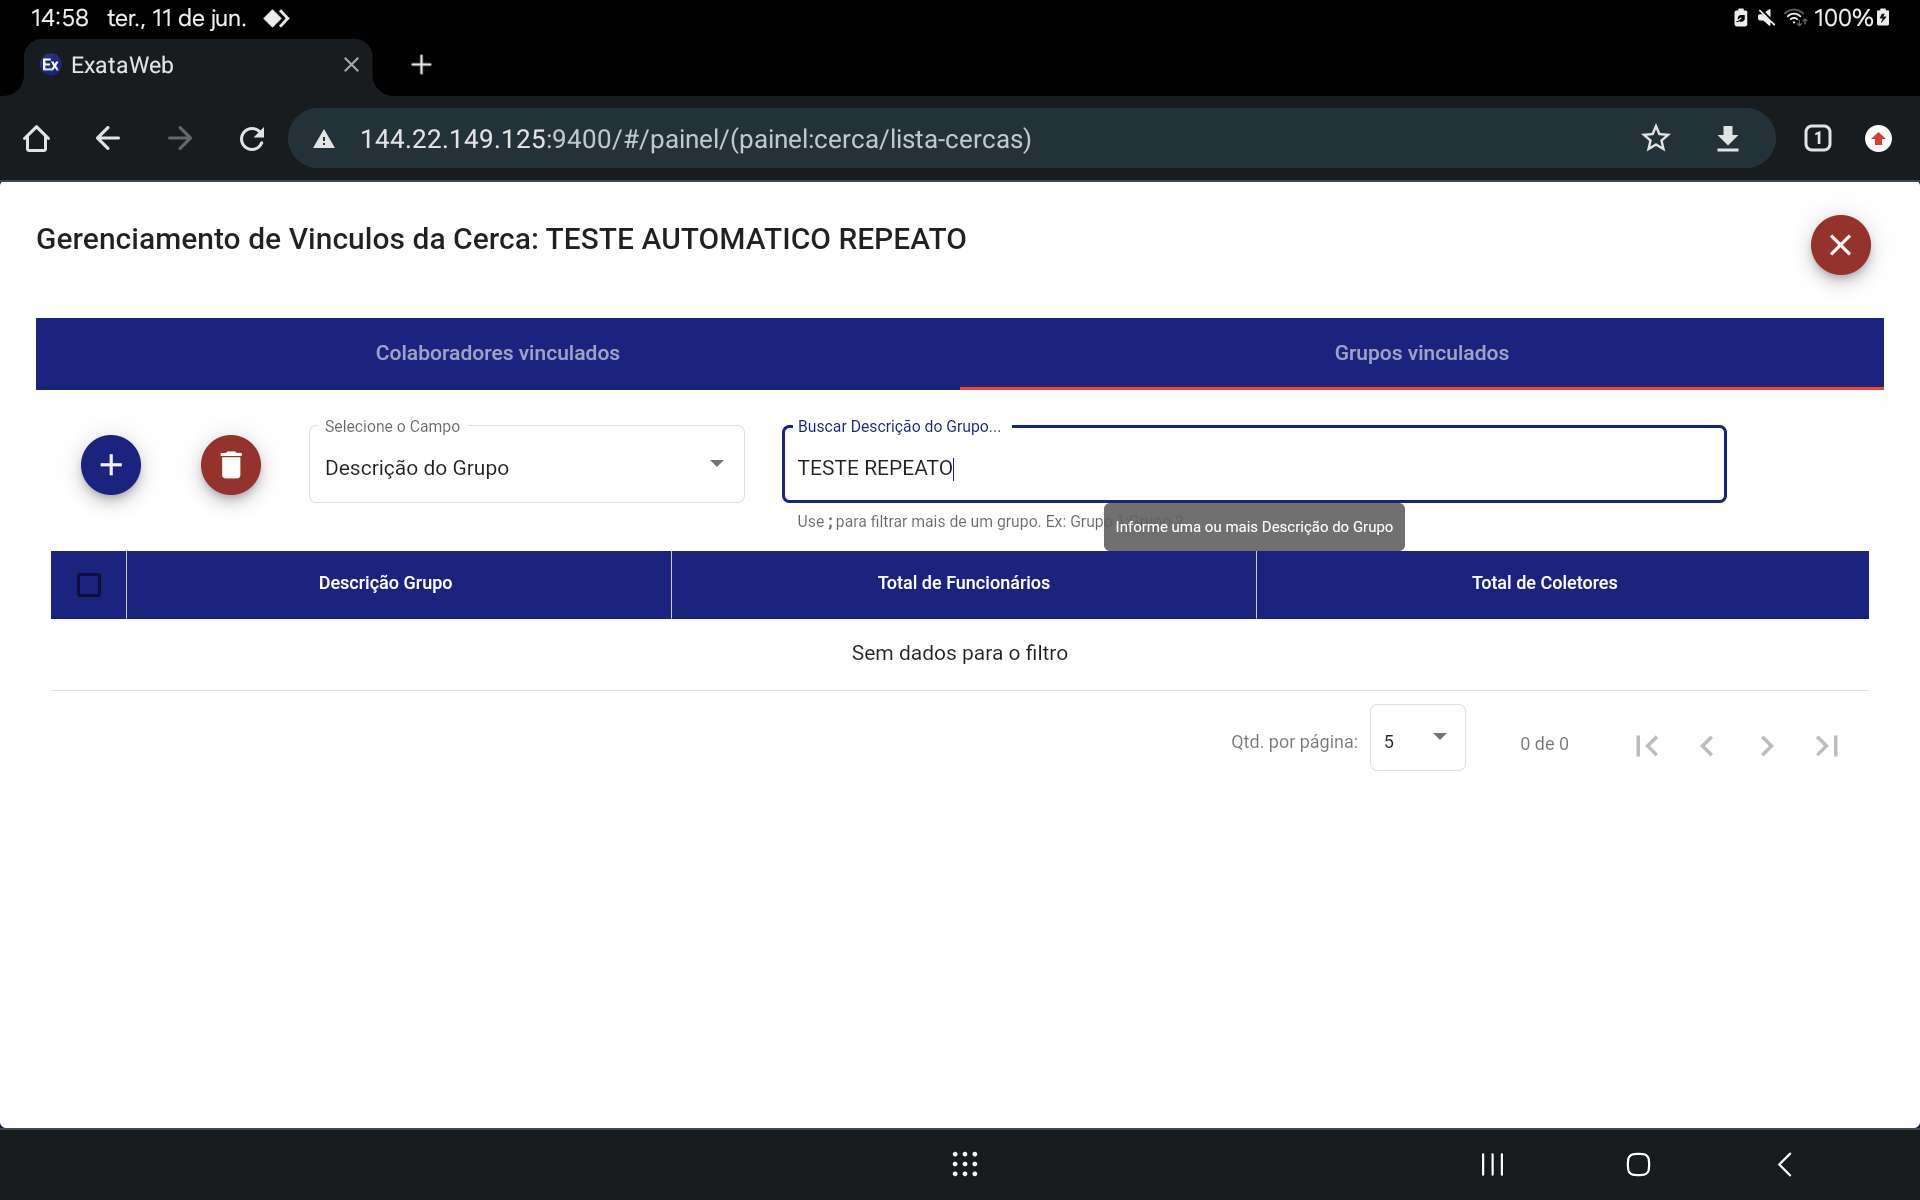 14:58 ter., 11 de jun.
100%
Ex ExataWeb
144.22.149.125:9400/#/painel/(painel:cerca/lista-cercas)
1
Gerenciamento de Vinculos da Cerca: TESTE AUTOMATICO REPEATO
Colaboradores vinculados
Grupos vinculados
Selecione o Campo
Descrição do Grupo
Buscar Descrição do Grupo...
TESTE REPEATO
Use ; para filtrar mais de um grupo. Ex: Grupo
Informe uma ou mais Descrição do Grupo
Descrição Grupo
Total de Funcionários
Total de Coletores
Sem dados para o filtro
Qtd. por página:
5
0 de 0